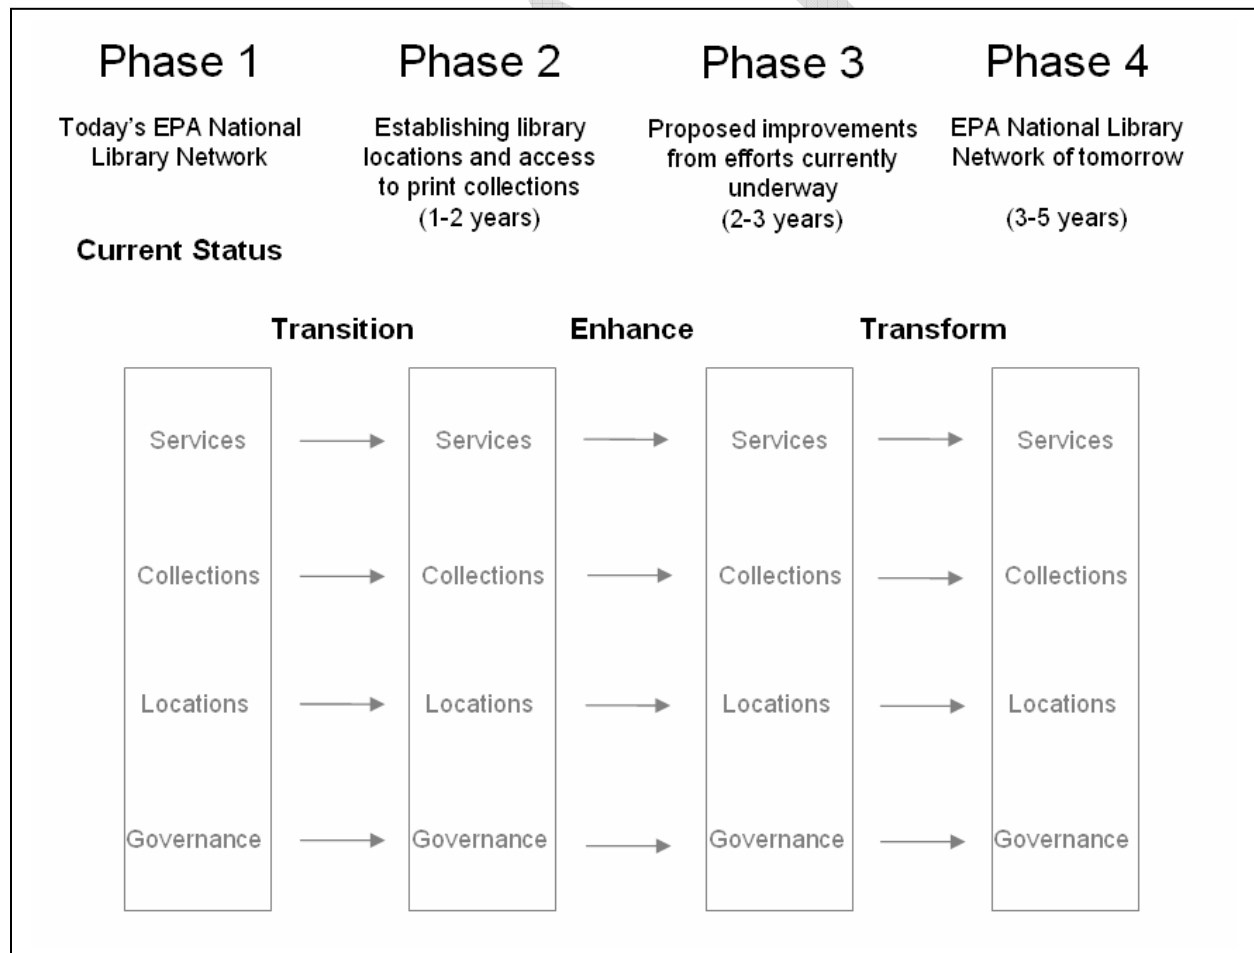 Phase 1
Phase 2
Phase 3
Phase 4
Today's EPA National
Library Network
Establishing library
locations and access
to print collections
(1-2 years)
Proposed improvements
from efforts currently
underway
(2-3 years)
EPA National Library
Network of tomorrow
(3-5 years)
Current Status
Transition
Enhance
Transform
Services
Services
Services
Services
Collections
Collections
Collections
Collections
Locations
Locations
Locations
Locations
Governance
Governance
Governance
Governance